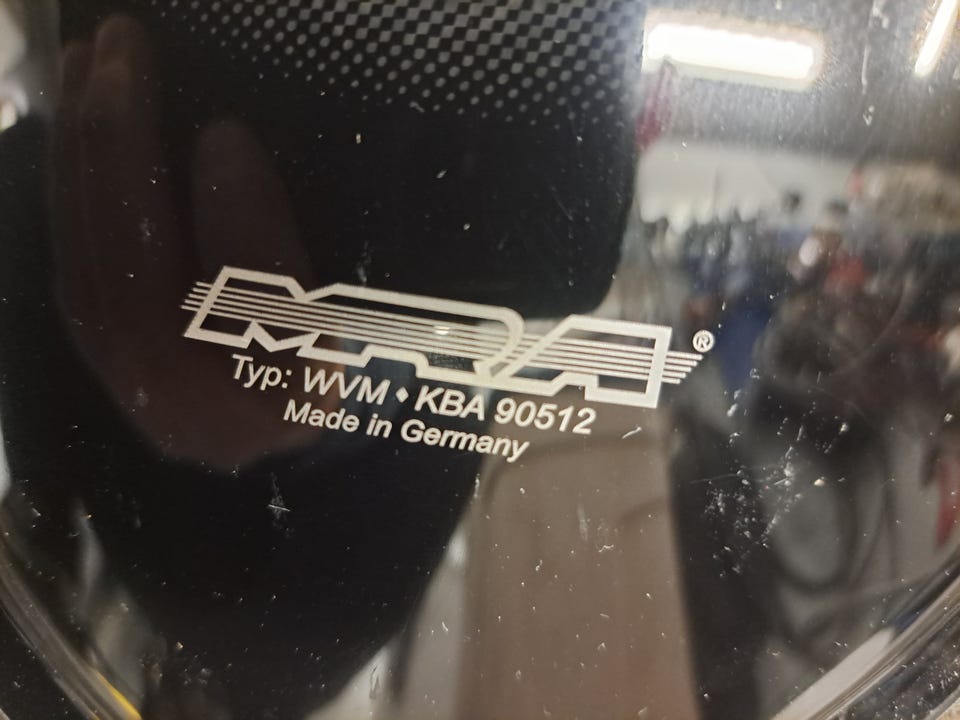 MRA®
Typ: WVM • KBA 90512
Made in Germany